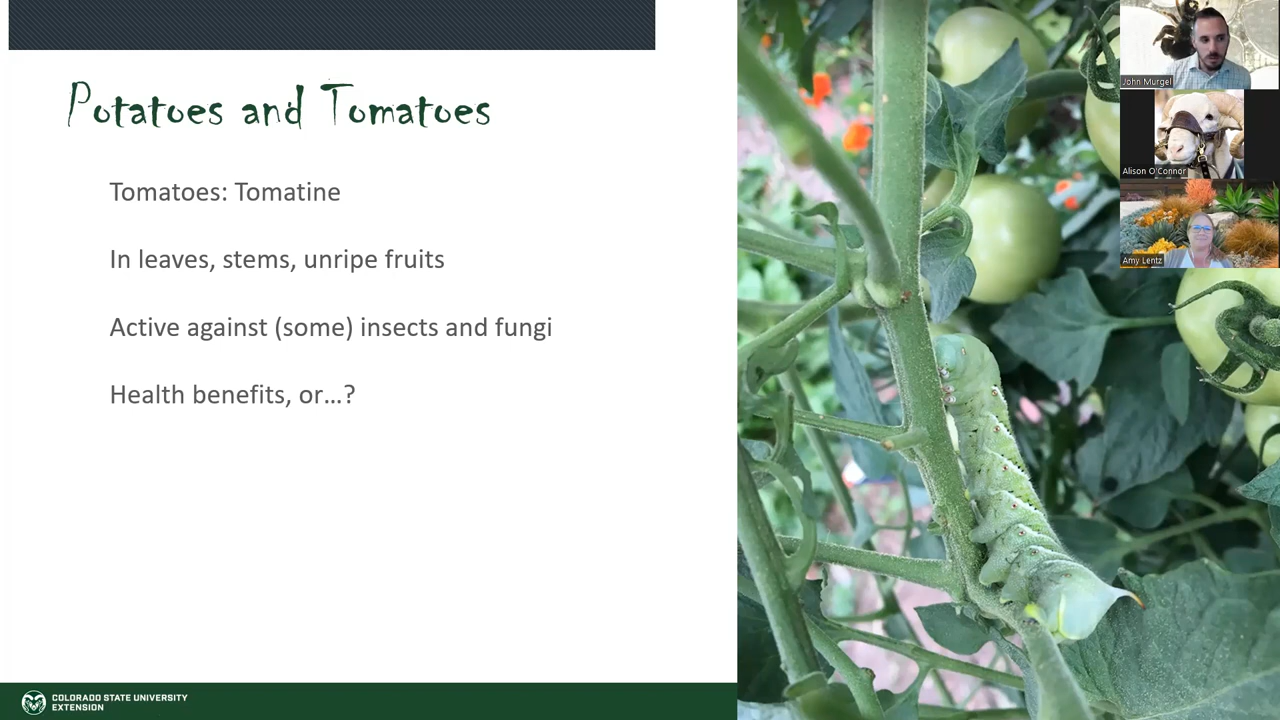 Potatoes and Tomatoes
Tomatoes: Tomatine
In leaves, stems, unripe fruits
Active against (some) insects and fungi
Health benefits, or...?
COLORADO STATE UNIVERSITY
EXTENSION
John Murgel
Alison O'Connor
Amy Lentz